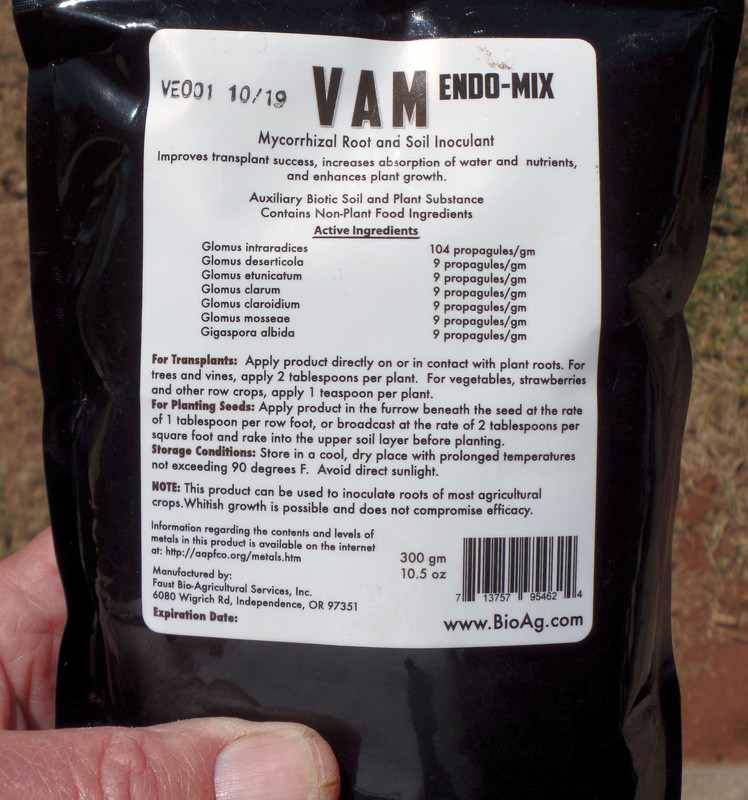 VE001 10/19
VAM ENDO-MIX
Mycorrhizal Root and Soil Inoculant
Improves transplant success, increases absorption of water and nutrients,
and enhances plant growth.
Auxiliary Biotic Soil and Plant Substance
Contains Non-Plant Food Ingredients
Active Ingredients
Glomus intraradices 104 propagules/gm
Glomus deserticola 9 propagules/gm
Glomus etunicatum 9 propagules/gm
Glomus clarum 9 propagules/gm
Glomus claroidium 9 propagules/gm
Glomus mosseae 9 propagules/gm
Gigaspora albida 9 propagules/gm
For Transplants: Apply product directly on or in contact with plant roots. For
trees and vines, apply 2 tablespoons per plant. For vegetables, strawberries
and other row crops, apply 1 teaspoon per plant.
For Planting Seeds: Apply product in the furrow beneath the seed at the rate
of 1 tablespoon per row foot, or broadcast at the rate of 2 tablespoons per
square foot and rake into the upper soil layer before planting.
Storage Conditions: Store in a cool, dry place with prolonged temperatures
not exceeding 90 degrees F. Avoid direct sunlight.
NOTE: This product can be used to inoculate roots of most agricultural
crops.Whitish growth is possible and does not compromise efficacy.
Information regarding the contents and levels of
metals in this product is available on the internet
at: http://aapfco.org/metals.htm
Manufactured by:
Faust Bio-Agricultural Services, Inc.
6080 Wigrich Rd, Independence, OR 97351
Expiration Date:
300 gm
10.5 oz
7 13757 95462 4
www.BioAg.com